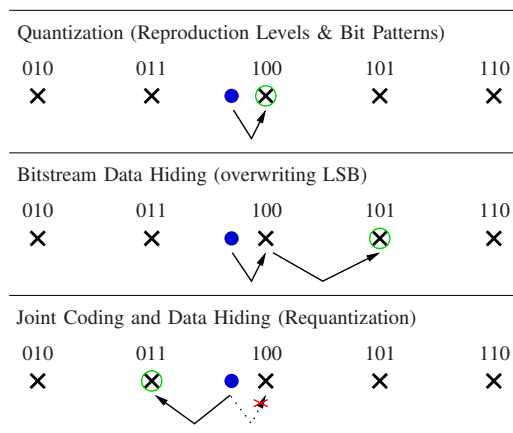 Quantization (Reproduction Levels & Bit Patterns)
010 011 100 101 110
Bitstream Data Hiding (overwriting LSB)
010 011 100 101 110
Joint Coding and Data Hiding (Requantization)
010 011 100 101 110